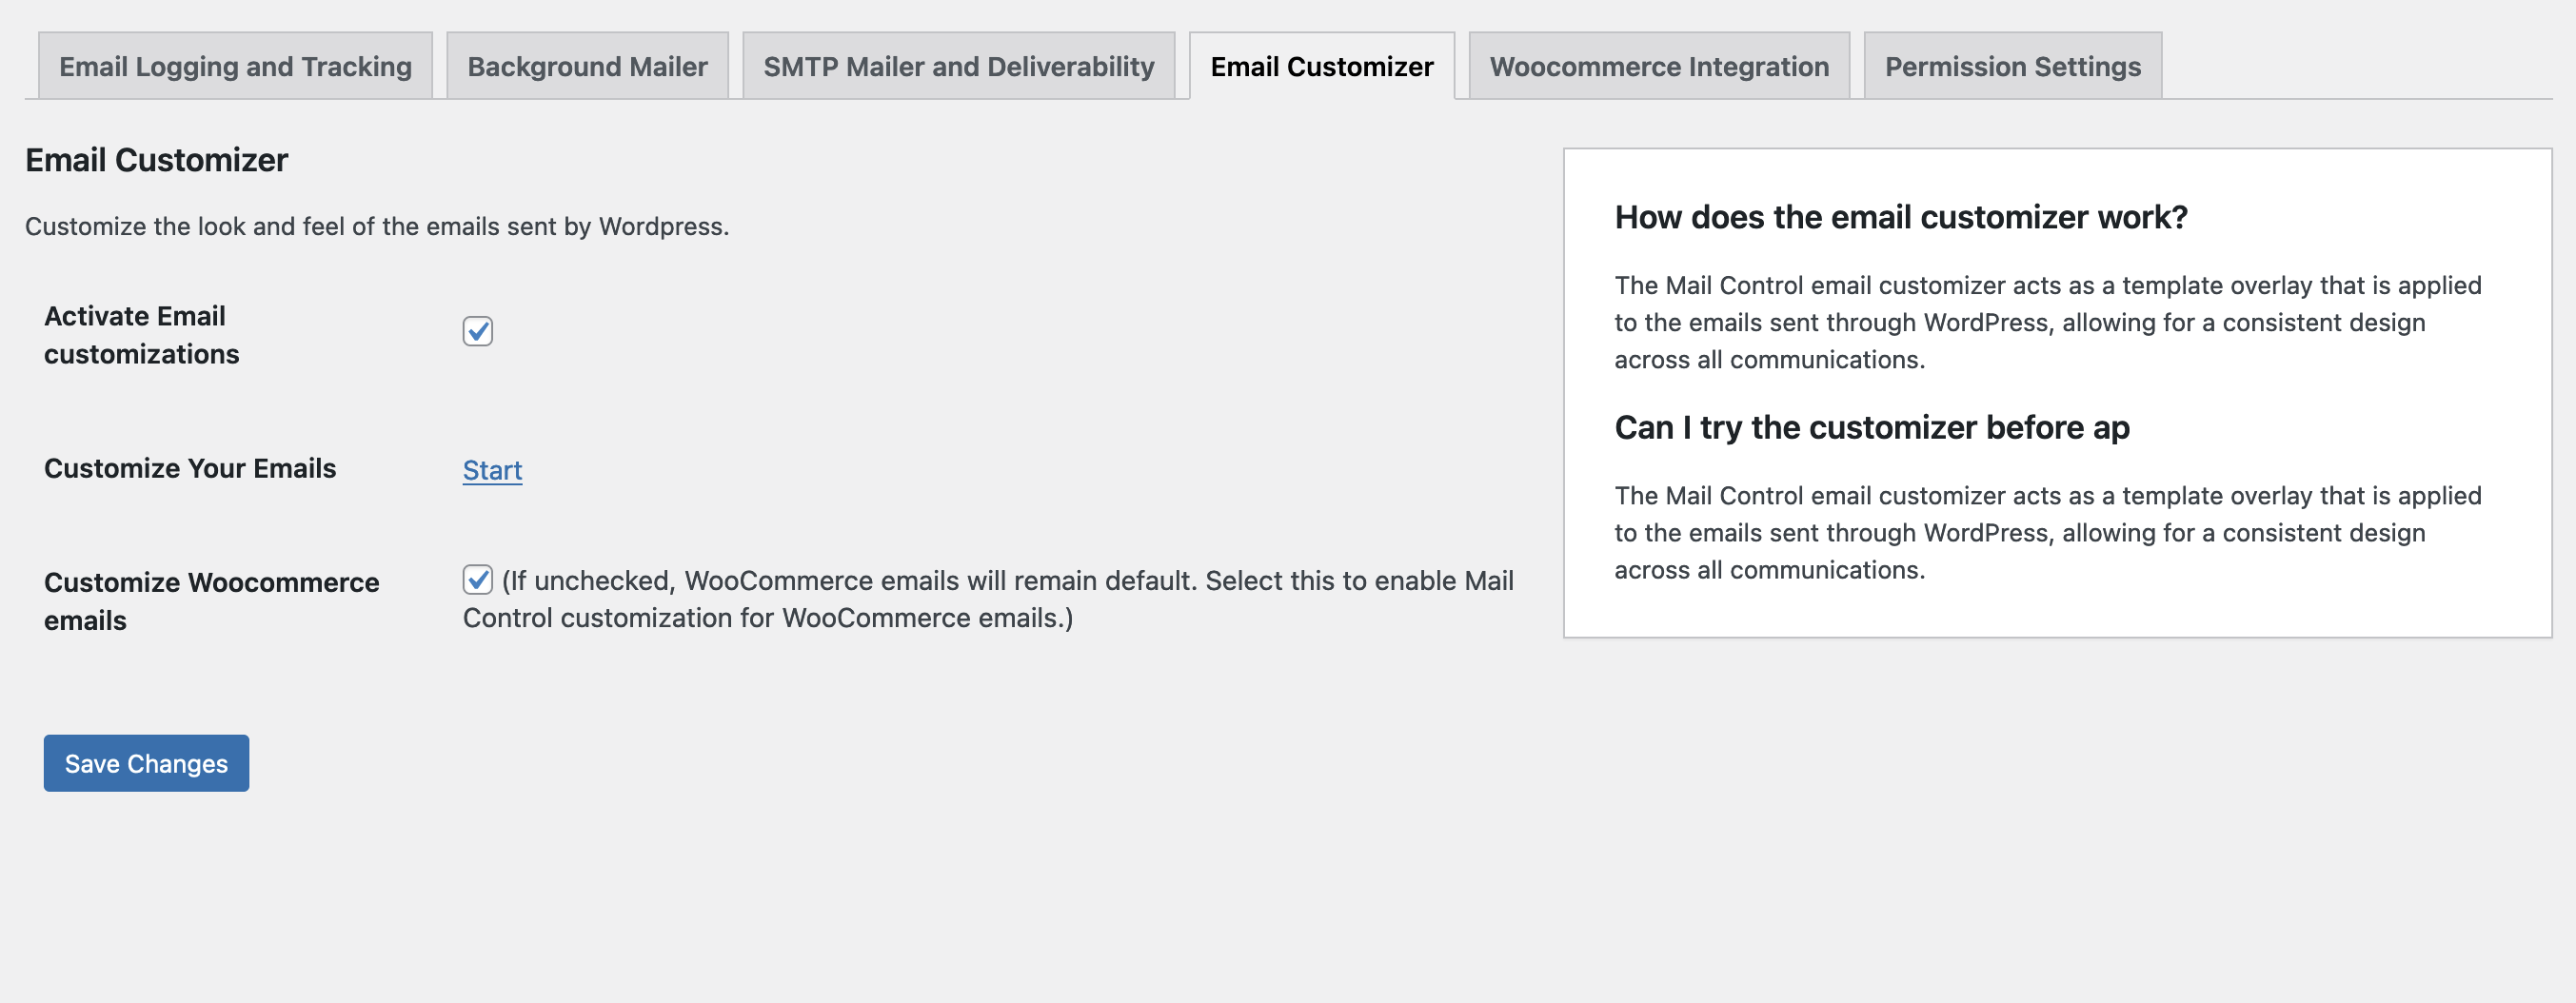 Email Logging and Tracking
Background Mailer
SMTP Mailer and Deliverability
Email Customizer
Woocommerce Integration
Permission Settings
Email Customizer
Customize the look and feel of the emails sent by Wordpress.
Activate Email
customizations
Customize Your Emails
Start
Customize Woocommerce
emails
(If unchecked, WooCommerce emails will remain default. Select this to enable Mail
Control customization for WooCommerce emails.)
Save Changes
How does the email customizer work?
The Mail Control email customizer acts as a template overlay that is applied
to the emails sent through WordPress, allowing for a consistent design
across all communications.
Can I try the customizer before ap
The Mail Control email customizer acts as a template overlay that is applied
to the emails sent through WordPress, allowing for a consistent design
across all communications.